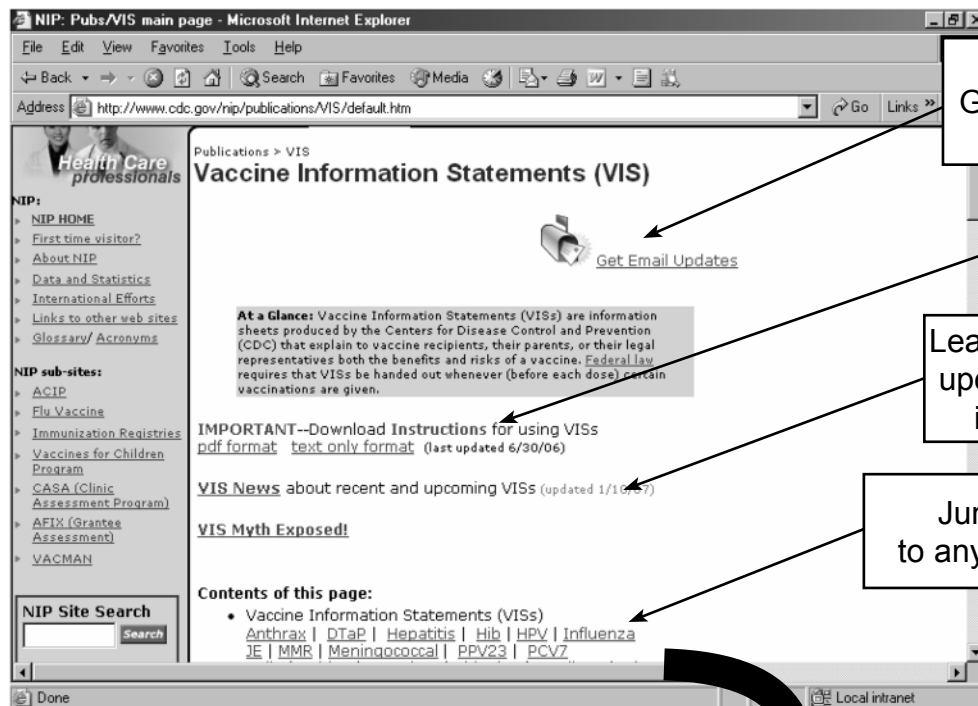 NIP: Pubs/VIS main page - Microsoft Internet Explorer
File Edit View Favorites Tools Help
Back Search Favorites Media
Address http://www.cdc.gov/nip/publications/VIS/default.htm Go Links »
Health Care
professionals
NIP:
NIP HOME
First time visitor?
About NIP
Data and Statistics
International Efforts
Links to other web sites
Glossary/ Acronyms
NIP sub-sites:
ACIP
Flu Vaccine
Immunization Registries
Vaccines for Children
Program
CASA (Clinic
Assessment Program)
AFIX (Grantee
Assessment)
VACMAN
NIP Site Search
Search
Publications > VIS
Vaccine Information Statements (VIS)
Get Email Updates
At a Glance: Vaccine Information Statements (VISs) are information
sheets produced by the Centers for Disease Control and Prevention
(CDC) that explain to vaccine recipients, their parents, or their legal
representatives both the benefits and risks of a vaccine. Federal law
requires that VISs be handed out whenever (before each dose) certain
vaccinations are given.
IMPORTANT--Download Instructions for using VISs
pdf format text only format (last updated 6/30/06)
VIS News about recent and upcoming VISs (updated 1/10/07)
VIS Myth Exposed!
Contents of this page:
• Vaccine Information Statements (VISs)
Anthrax | DTaP | Hepatitis | Hib | HPV | Influenza
JE | MMR | Meningococcal | PPV23 | PCV7
G
Lea
upd
i
Jum
to any
Done Local intranet